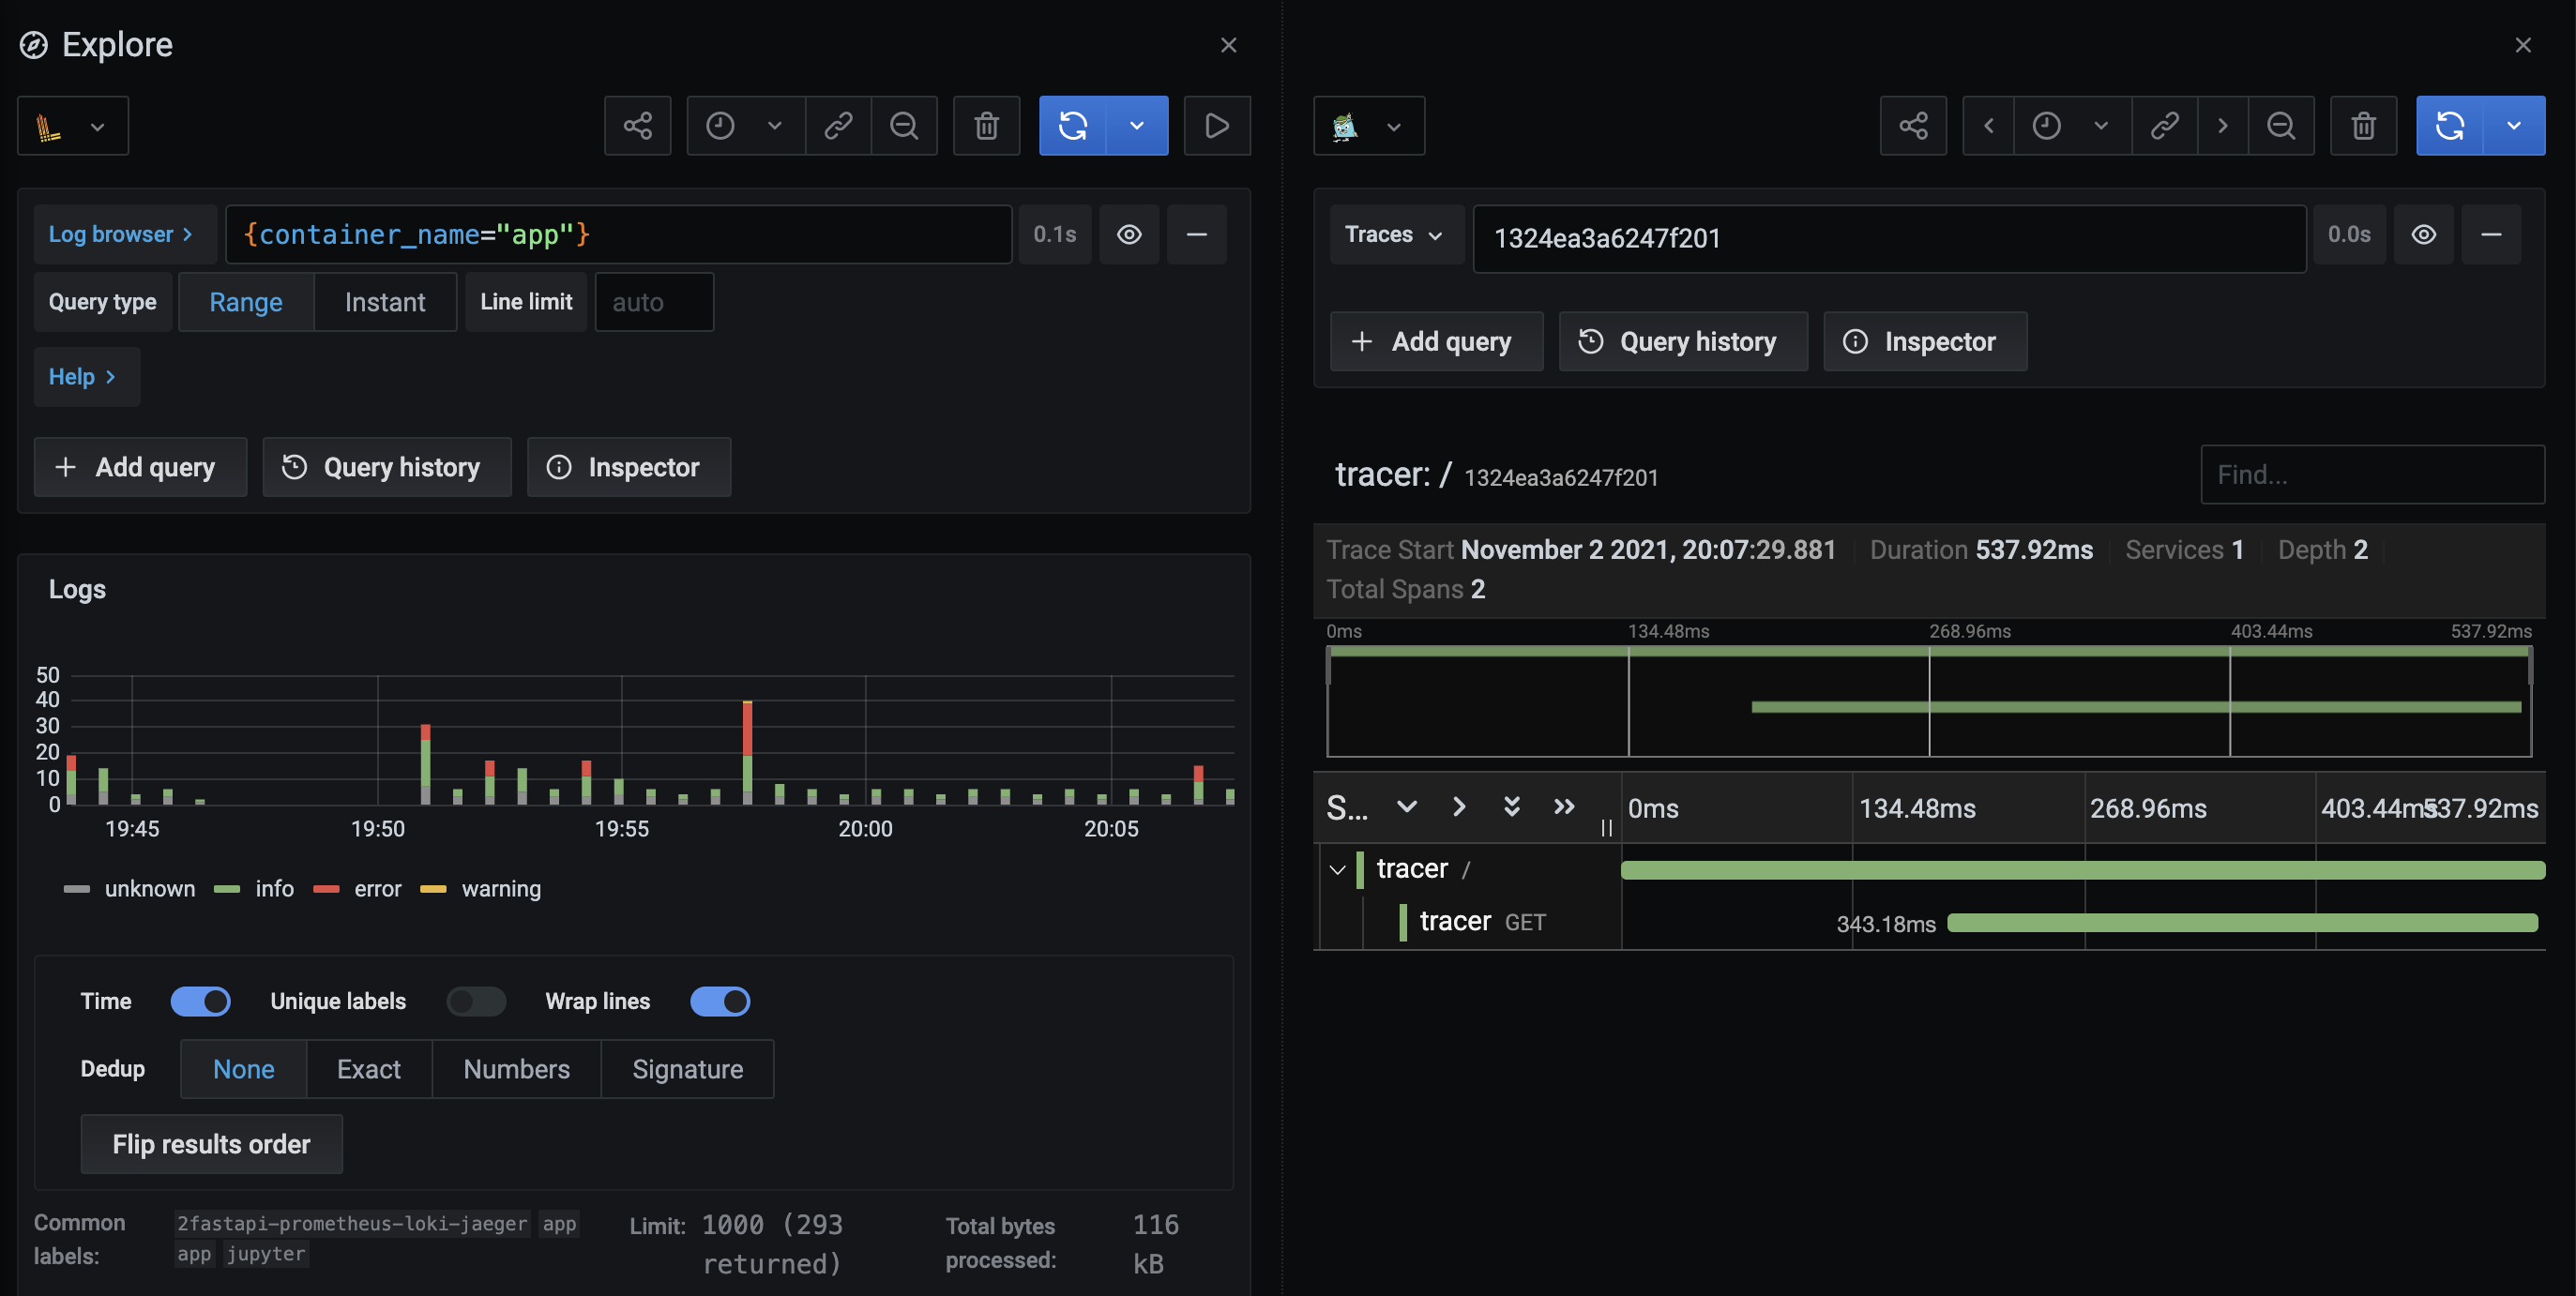 Explore
Log browser >
{container_name="app"}
0.1s
Query type
Range
Instant
Line limit
auto
Help >
+ Add query
Query history
Inspector
Logs
50
40
30
20
10
0
19:45
19:50
19:55
20:00
20:05
unknown
info
error
warning
Time
Unique labels
Wrap lines
Dedup
None
Exact
Numbers
Signature
Flip results order
Common
labels:
2fastapi-prometheus-loki-jaeger app
app jupyter
Limit:
1000 (293
returned)
Total bytes
processed:
116
kB
Traces
1324ea3a6247f201
0.0s
+ Add query
Query history
Inspector
tracer: / 1324ea3a6247f201
Find...
Trace Start November 2 2021, 20:07:29.881 Duration 537.92ms Services 1 Depth 2
Total Spans 2
0ms 134.48ms 268.96ms 403.44ms 537.92ms
S...
0ms 134.48ms 268.96ms 403.44ms 537.92ms
tracer /
tracer GET
343.18ms